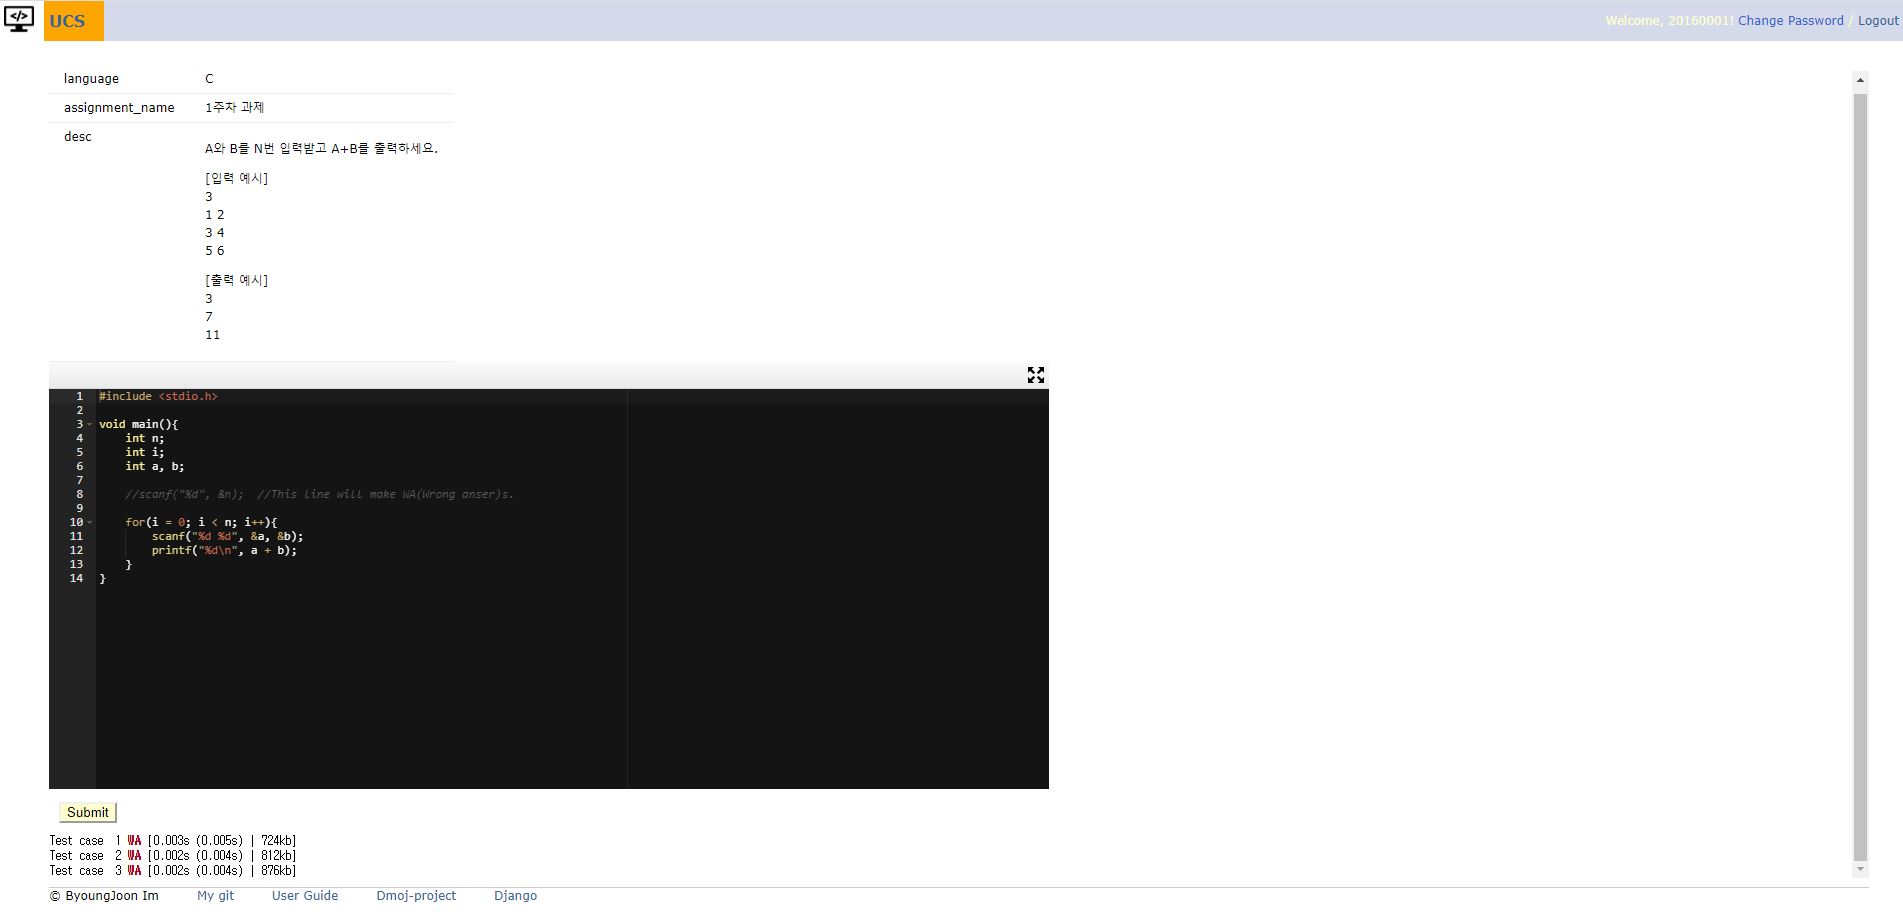 UCS
Welcome, 20160001! Change Password / Logout
language C
assignment_name 1주차 과제
desc
A와 B를 N번 입력받고 A+B를 출력하세요.
[입력 예시]
3
1 2
3 4
5 6
[출력 예시]
3
7
11
1 #include <stdio.h>
2
3 void main(){
4 int n;
5 int i;
6 int a, b;
7
8 //scanf("%d", &n);  //This line will make WA(Wrong anser)s.
9
10 for(i = 0; i < n; i++){
11 scanf("%d %d", &a, &b);
12 printf("%d\n", a + b);
13 }
14 }
Submit
Test case 1 WA [0.003s (0.005s) | 724kb]
Test case 2 WA [0.002s (0.004s) | 812kb]
Test case 3 WA [0.002s (0.004s) | 876kb]
© ByoungJoon Im My git User Guide Dmoj-project Django